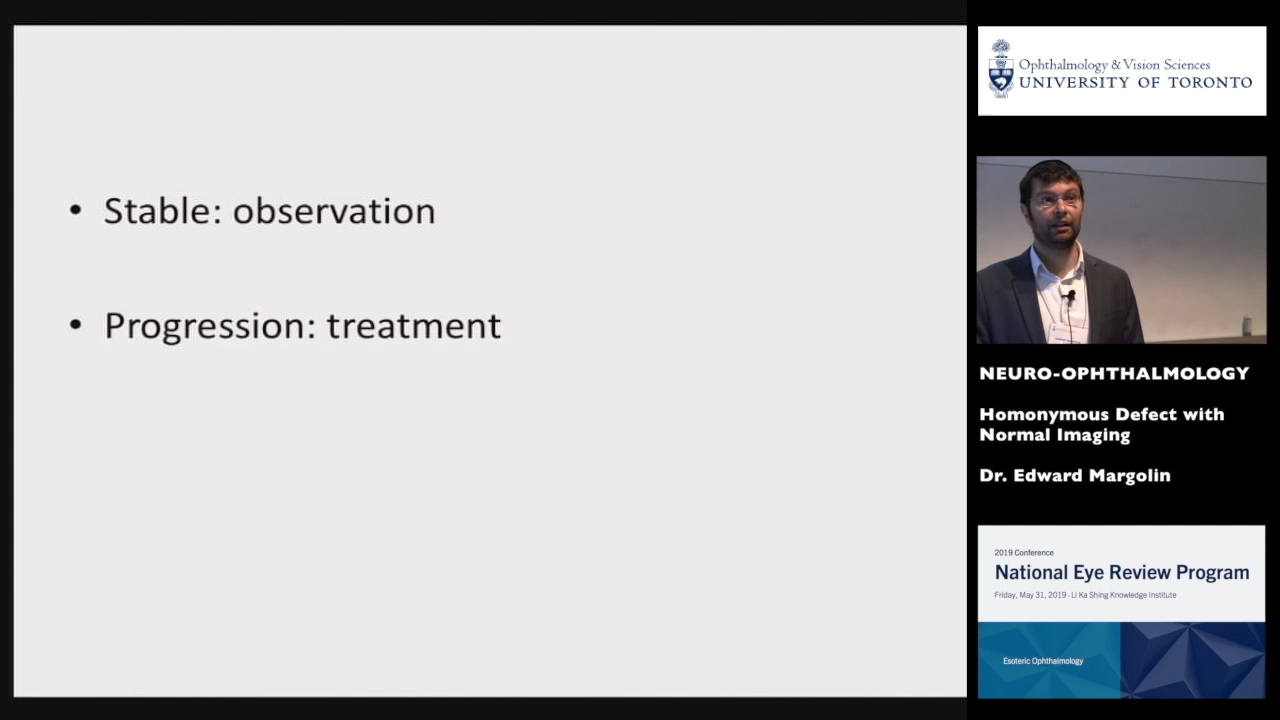 • Stable: observation
• Progression: treatment
Ophthalmology & Vision Sciences
UNIVERSITY OF TORONTO
NEURO-OPHTHALMOLOGY
Homonymous Defect with
Normal Imaging
Dr. Edward Margolin
2019 Conference
National Eye Review Program
Friday, May 31, 2019 - Li Ka Shing Knowledge Institute
Esoteric Ophthalmology